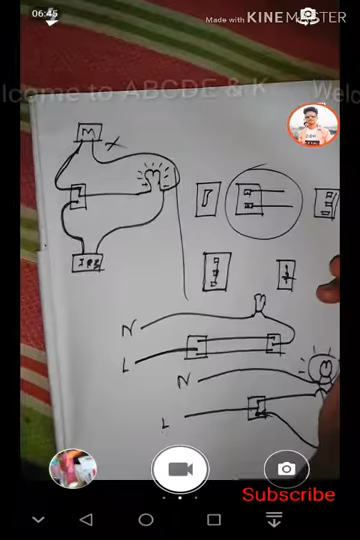 06:45
Made with KINEMASTER
lcome to ABCDE & K
Welc
M
N
L
N
L
Subscribe